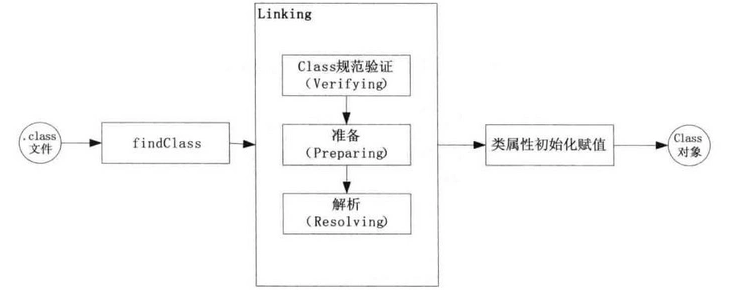 .class
文件
findClass
Linking
Class规范验证
(Verifying)
准备
(Preparing)
解析
(Resolving)
类属性初始化赋值
Class
对象